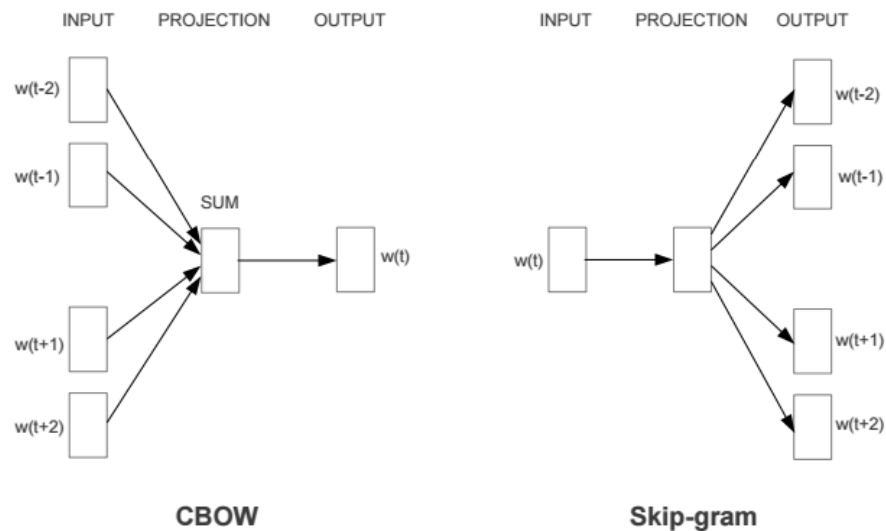 INPUT PROJECTION OUTPUT
w(t-2)
w(t-1)
SUM
w(t)
w(t+1)
w(t+2)
CBOW
INPUT PROJECTION OUTPUT
w(t-2)
w(t-1)
w(t)
w(t+1)
w(t+2)
Skip-gram